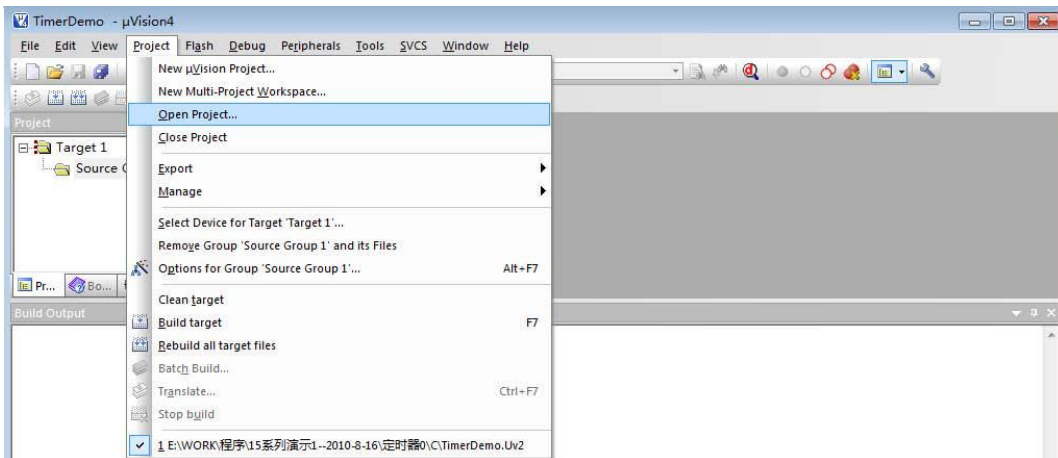 TimerDemo - µVision4
File Edit View Project Flash Debug Peripherals Tools SVCS Window Help
New µVision Project...
New Multi-Project Workspace...
Open Project...
Close Project
Export
Manage
Select Device for Target 'Target 1'...
Remove Group 'Source Group 1' and its Files
Options for Group 'Source Group 1'... Alt+F7
Clean target
Build target F7
Rebuild all target files
Batch Build...
Translate... Ctrl+F7
Stop build
1 E:\WORK\程序\15系列演示1--2010-8-16\定时器0\C\TimerDemo.Uv2
Project
Target 1
Source
Pr... Bo...
Build Output